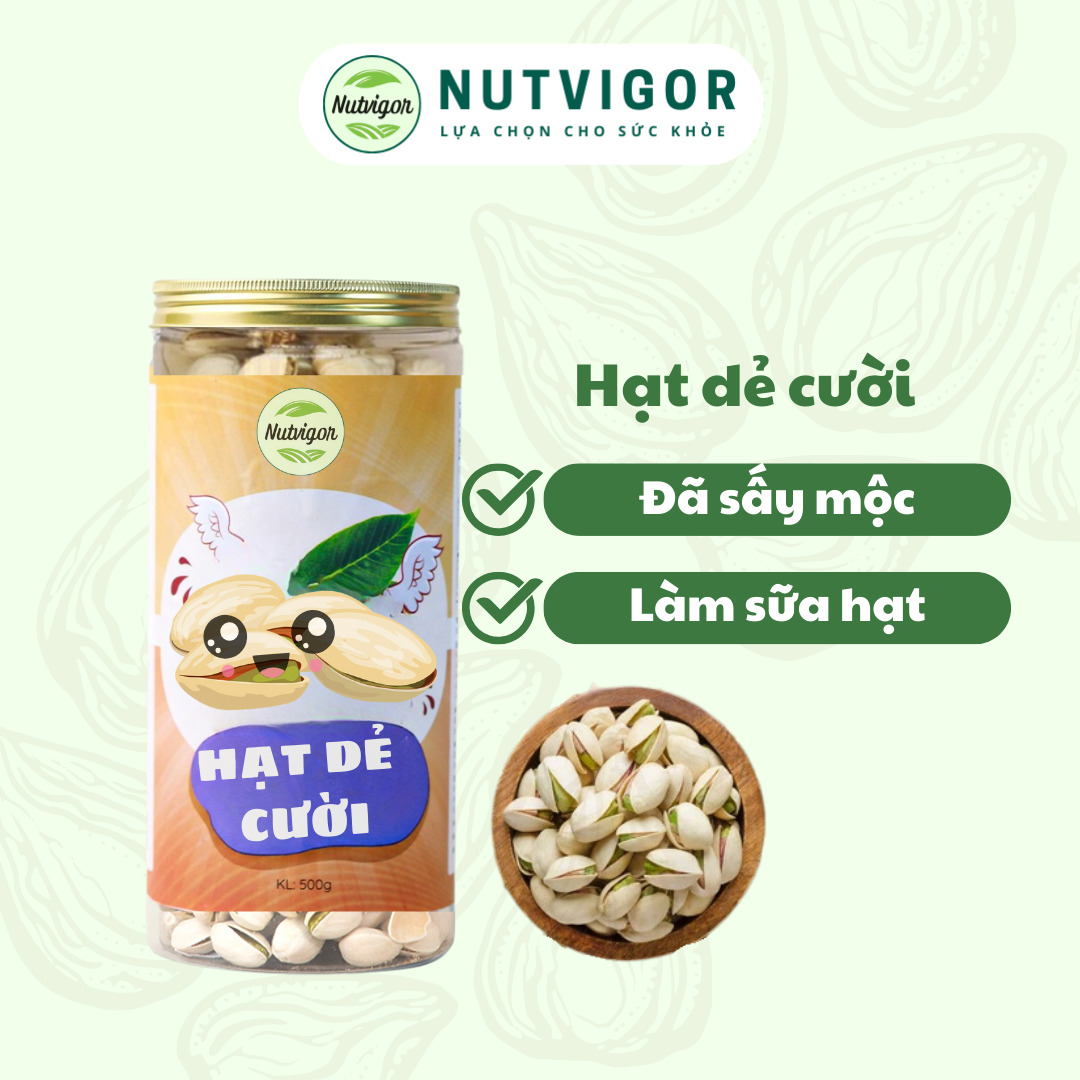 Nutvigor
NUTVIGOR
LỰA CHỌN CHO SỨC KHỎE
Nutvigor
Hạt dẻ cười
Đã sấy mộc
Làm sữa hạt
HẠT DẺ
CƯỜI
KL: 500g